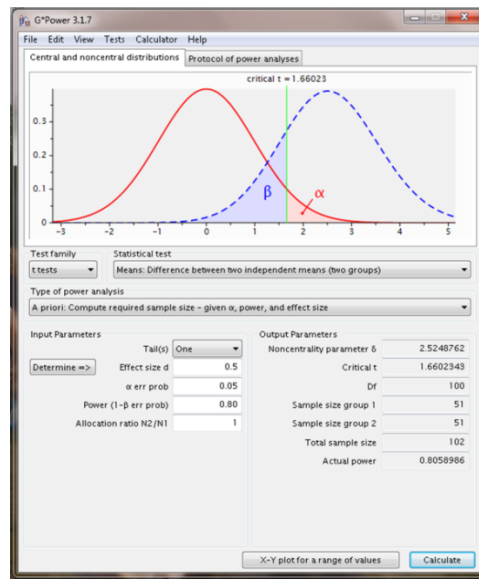 G*Power 3.1.7
File Edit View Tests Calculator Help
Central and noncentral distributions Protocol of power analyses
critical t = 1.66023
0.3
0.2
β
α
0.1
0
-3 -2 -1 0 1 2 3 4 5
Test family Statistical test
t tests Means: Difference between two independent means (two groups)
Type of power analysis
A priori: Compute required sample size – given α, power, and effect size
Input Parameters Output Parameters
Tail(s) One Noncentrality parameter δ 2.5248762
Determine => Effect size d 0.5 Critical t 1.6602343
α err prob 0.05 Df 100
Power (1-β err prob) 0.80 Sample size group 1 51
Allocation ratio N2/N1 1 Sample size group 2 51
Total sample size 102
Actual power 0.8058986
X-Y plot for a range of values Calculate